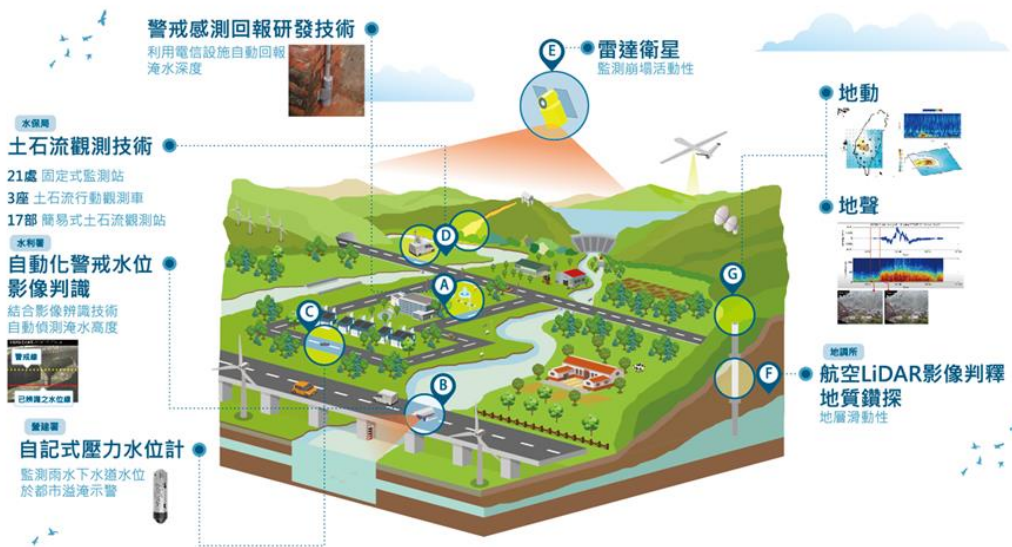 警戒感測回報研發技術
利用電信設施自動回報
淹水深度
水保局
土石流觀測技術
21處 固定式監測站
3座 土石流行動觀測車
17部 簡易式土石流觀測站
水利署
自動化警戒水位
影像判識
結合影像辨識技術
自動偵測淹水高度
警戒線
已辨識之水位線
營建署
自記式壓力水位計
監測雨水下水道水位
於都市溢淹示警
E
雷達衛星
監測崩塌活動性
D
A
C
B
G
F
地動
地聲
地調所
航空LiDAR影像判釋
地質鑽探
地層滑動性